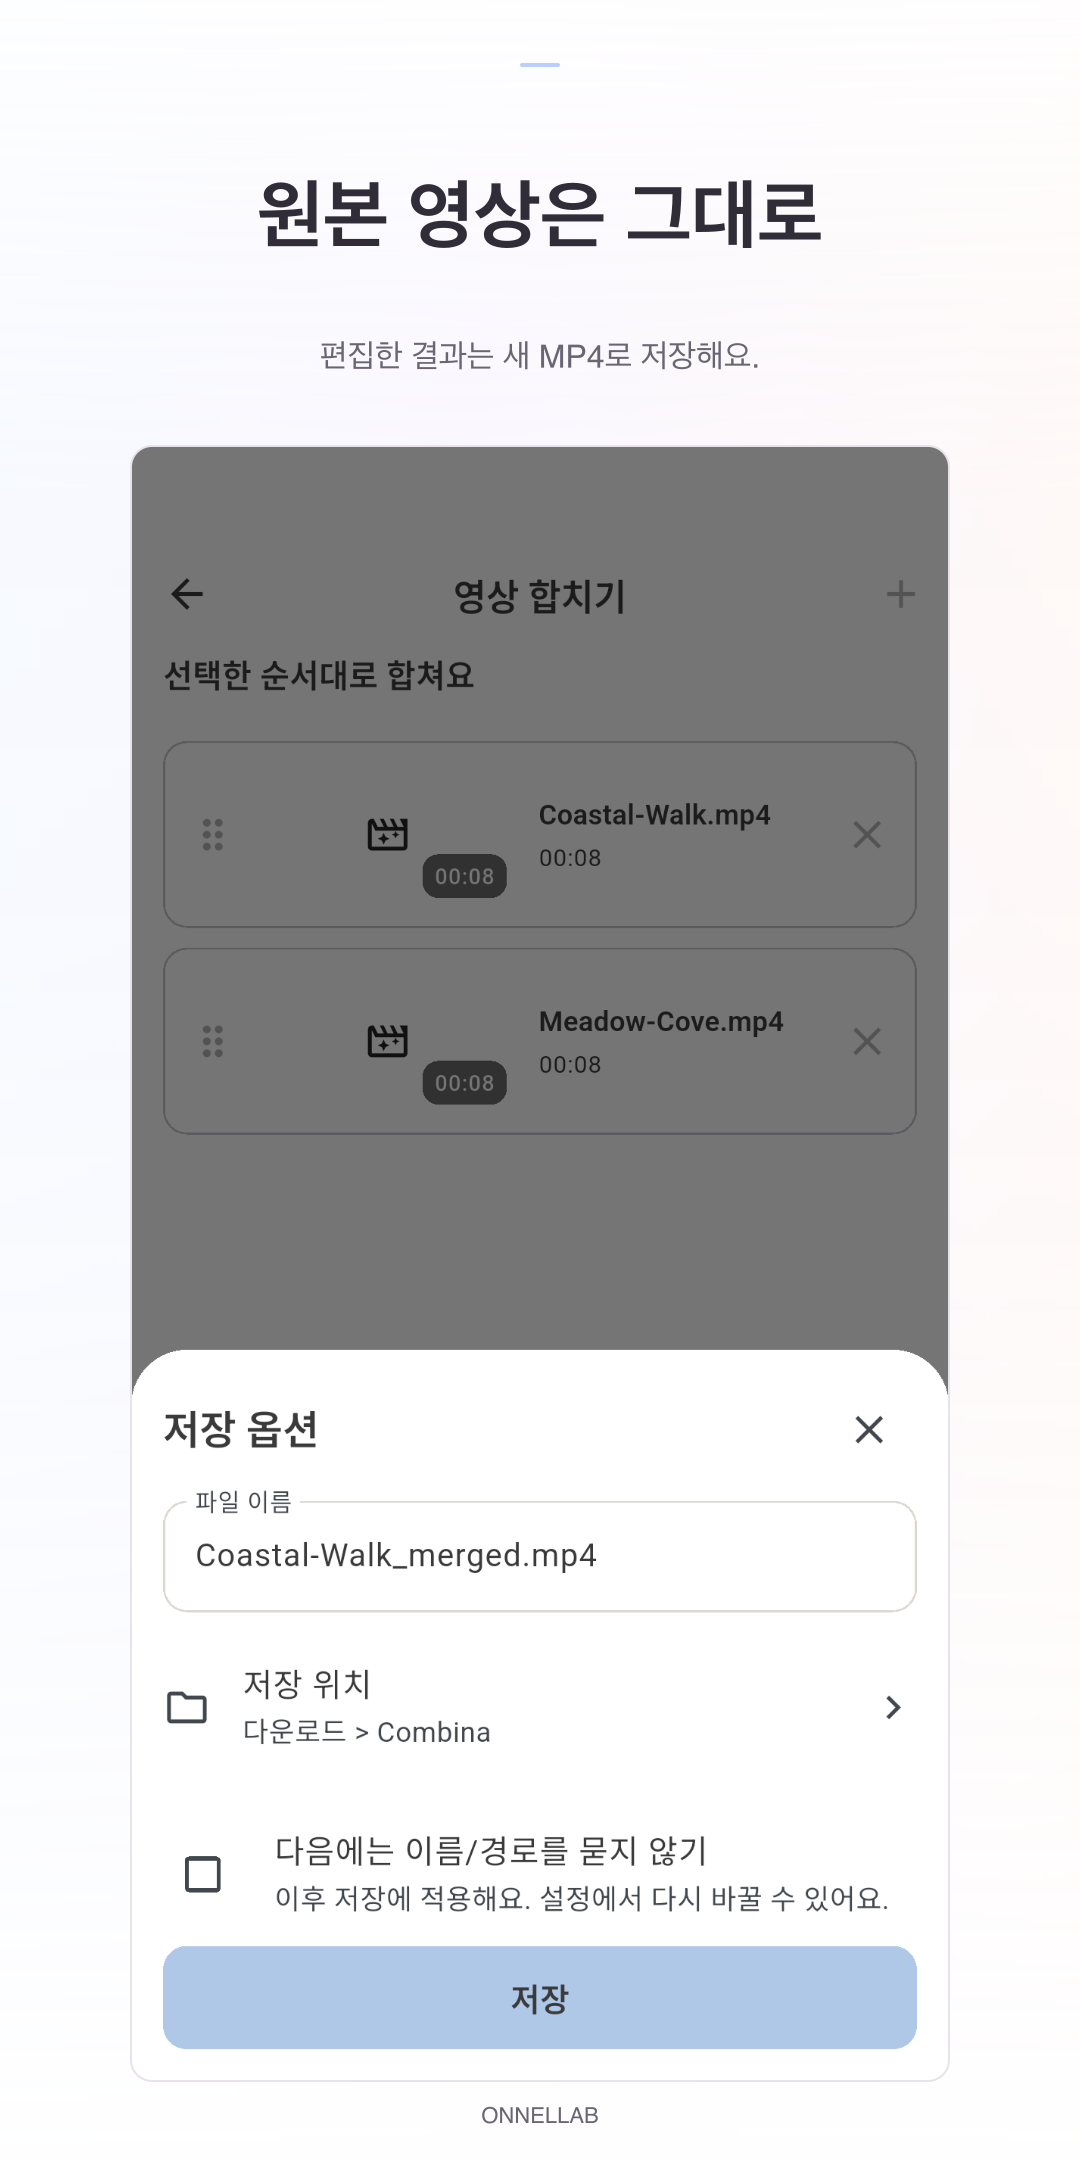 원본 영상은 그대로
편집한 결과는 새 MP4로 저장해요.
영상 합치기
선택한 순서대로 합쳐요
Coastal-Walk.mp4
00:08
00:08
Meadow-Cove.mp4
00:08
00:08
저장 옵션
파일 이름
Coastal-Walk_merged.mp4
저장 위치
다운로드 > Combina
다음에는 이름/경로를 묻지 않기
이후 저장에 적용해요. 설정에서 다시 바꿀 수 있어요.
저장
ONNELLAB